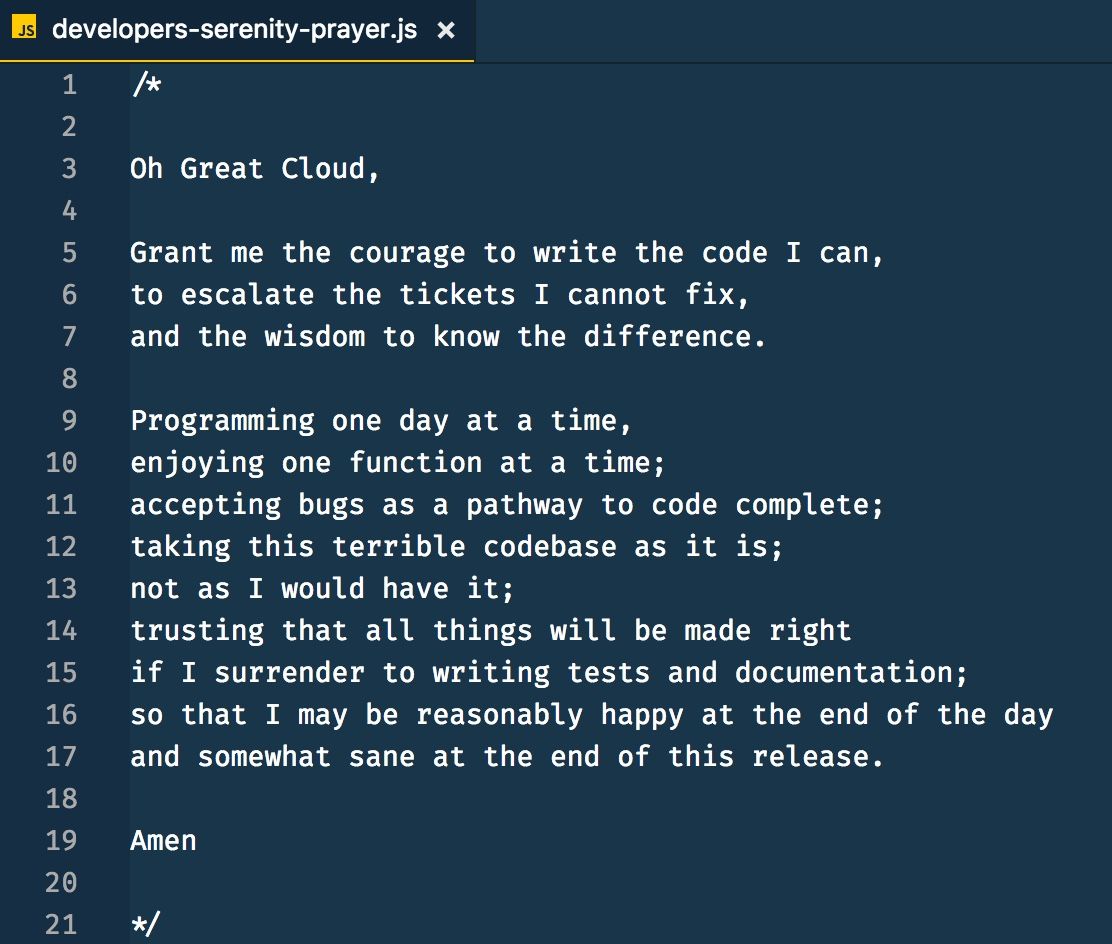 JS developers-serenity-prayer.js ×
1 /*
2
3 Oh Great Cloud,
4
5 Grant me the courage to write the code I can,
6 to escalate the tickets I cannot fix,
7 and the wisdom to know the difference.
8
9 Programming one day at a time,
10 enjoying one function at a time;
11 accepting bugs as a pathway to code complete;
12 taking this terrible codebase as it is;
13 not as I would have it;
14 trusting that all things will be made right
15 if I surrender to writing tests and documentation;
16 so that I may be reasonably happy at the end of the day
17 and somewhat sane at the end of this release.
18
19 Amen
20
21 */